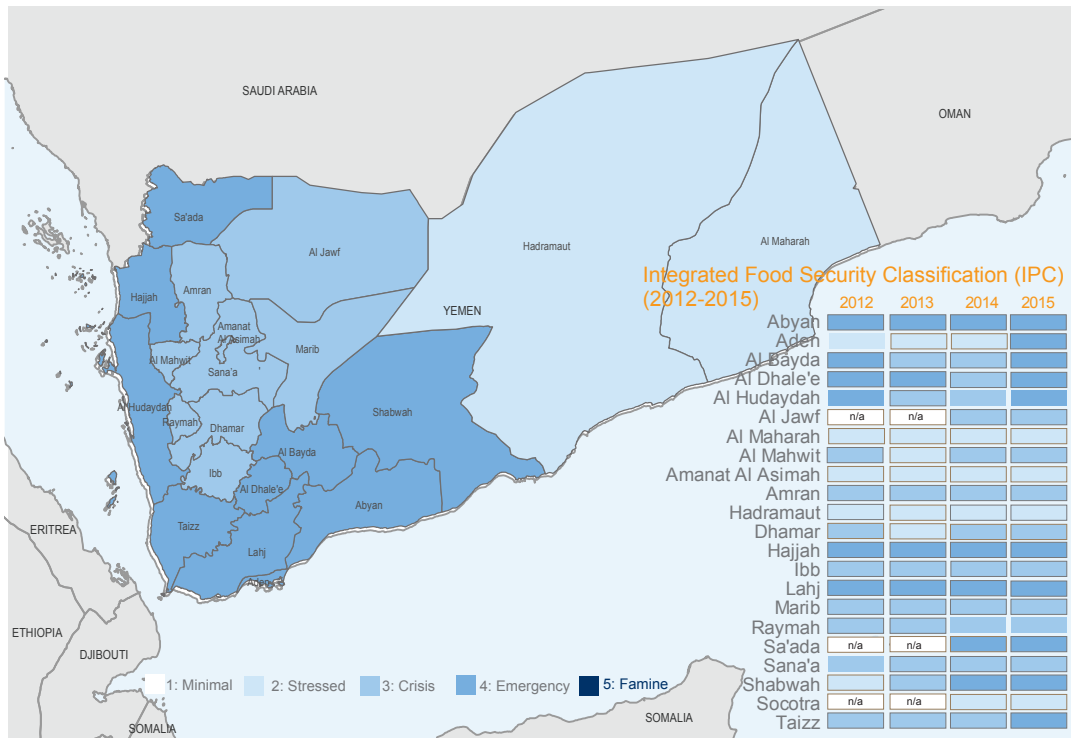 SAUDI ARABIA
OMAN
Sa'ada
Al Jawf
Hadramaut
Al Maharah
Amran
Hajjah
YEMEN
Amanat
Al Asimah
Marib
Al Mahwit
Sana'a
Al Hudaydah
Shabwah
Raymah
Dhamar
Al Bayda
Ibb
Al Dhale'e
Abyan
Taizz
Lahj
Aden
ERITREA
ETHIOPIA
DJIBOUTI
SOMALIA
SOMALIA
1: Minimal 2: Stressed 3: Crisis 4: Emergency 5: Famine
Integrated Food Security Classification (IPC)
(2012-2015)
2012 2013 2014 2015
Abyan
Aden
Al Bayda
Al Dhale'e
Al Hudaydah
Al Jawf n/a n/a
Al Maharah
Al Mahwit
Amanat Al Asimah
Amran
Hadramaut
Dhamar
Hajjah
Ibb
Lahj
Marib
Raymah
Sa'ada n/a n/a
Sana'a
Shabwah
Socotra n/a n/a
Taizz